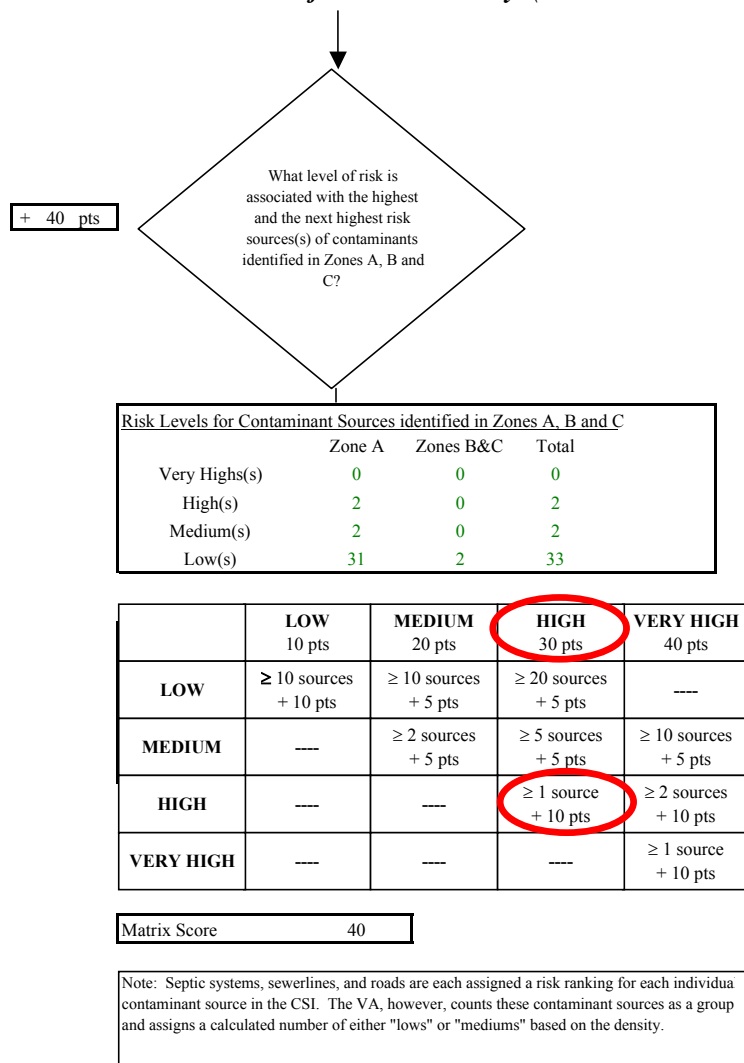 What level of risk is
associated with the highest
and the next highest risk
sources(s) of contaminants
identified in Zones A, B and
C?
+ 40 pts
Risk Levels for Contaminant Sources identified in Zones A, B and C
Zone A Zones B&C Total
Very Highs(s) 0 0 0
High(s) 2 0 2
Medium(s) 2 0 2
Low(s) 31 2 33
LOW MEDIUM HIGH VERY HIGH
10 pts 20 pts 30 pts 40 pts
LOW ≥ 10 sources ≥ 10 sources ≥ 20 sources ----
+ 10 pts + 5 pts + 5 pts
MEDIUM ---- ≥ 2 sources ≥ 5 sources ≥ 10 sources
+ 5 pts + 5 pts + 5 pts
HIGH ---- ---- ≥ 1 source ≥ 2 sources
+ 10 pts + 10 pts
VERY HIGH ---- ---- ---- ≥ 1 source
+ 10 pts
Matrix Score 40
Note: Septic systems, sewerlines, and roads are each assigned a risk ranking for each individua
contaminant source in the CSI. The VA, however, counts these contaminant sources as a group
and assigns a calculated number of either "lows" or "mediums" based on the density.